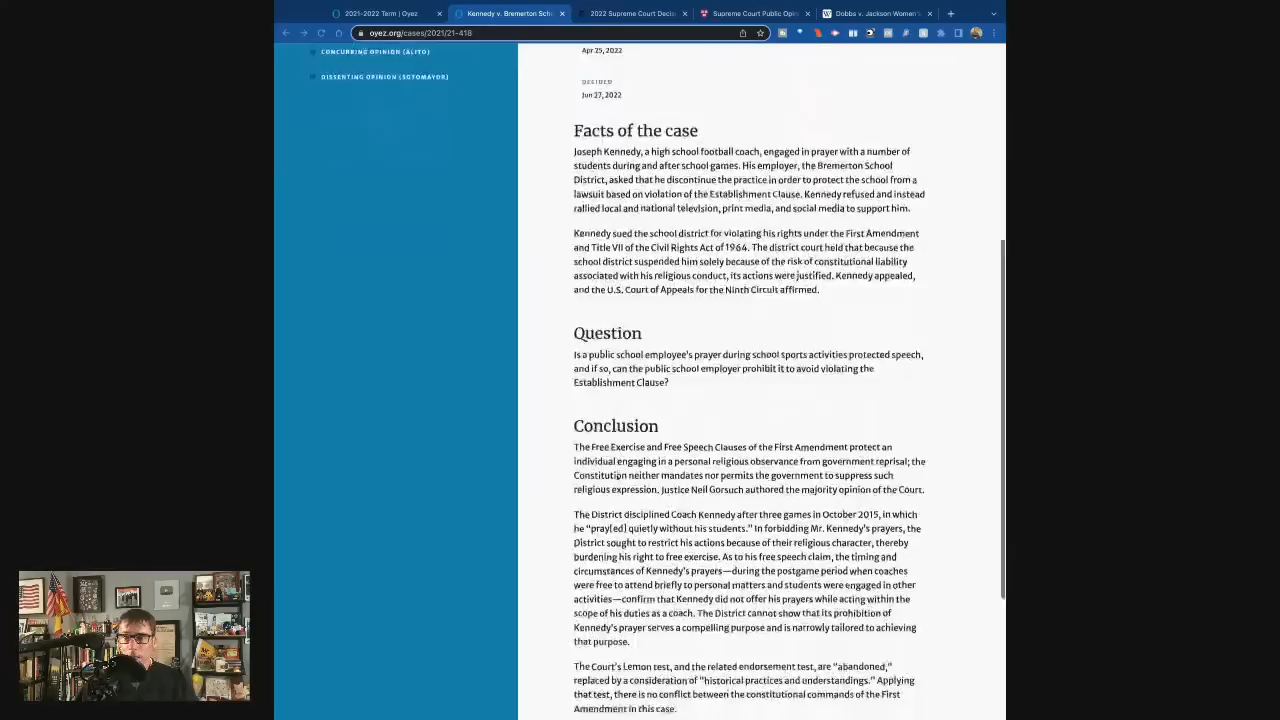 2021-2022 Term | Oyez
Kennedy v. Bremerton Sch
2022 Supreme Court Deci
Supreme Court Public Opin
Dobbs v. Jackson Women's
oyez.org/cases/2021/21-418
CONCURRING OPINION (ALITO)
DISSENTING OPINION (SOTOMAYOR)
Apr 25, 2022
DECIDED
Jun 27, 2022
Facts of the case
Joseph Kennedy, a high school football coach, engaged in prayer with a number of
students during and after school games. His employer, the Bremerton School
District, asked that he discontinue the practice in order to protect the school from a
lawsuit based on violation of the Establishment Clause. Kennedy refused and instead
rallied local and national television, print media, and social media to support him.
Kennedy sued the school district for violating his rights under the First Amendment
and Title VII of the Civil Rights Act of 1964. The district court held that because the
school district suspended him solely because of the risk of constitutional liability
associated with his religious conduct, its actions were justified. Kennedy appealed,
and the U.S. Court of Appeals for the Ninth Circuit affirmed.
Question
Is a public school employee's prayer during school sports activities protected speech,
and if so, can the public school employer prohibit it to avoid violating the
Establishment Clause?
Conclusion
The Free Exercise and Free Speech Clauses of the First Amendment protect an
individual engaging in a personal religious observance from government reprisal; the
Constitution neither mandates nor permits the government to suppress such
religious expression. Justice Neil Gorsuch authored the majority opinion of the Court.
The District disciplined Coach Kennedy after three games in October 2015, in which
he “pray[ed] quietly without his students.” In forbidding Mr. Kennedy's prayers, the
District sought to restrict his actions because of their religious character, thereby
burdening his right to free exercise. As to his free speech claim, the timing and
circumstances of Kennedy's prayers—during the postgame period when coaches
were free to attend briefly to personal matters and students were engaged in other
activities—confirm that Kennedy did not offer his prayers while acting within the
scope of his duties as a coach. The District cannot show that its prohibition of
Kennedy's prayer serves a compelling purpose and is narrowly tailored to achieving
that purpose.
The Court's Lemon test, and the related endorsement test, are “abandoned,”
replaced by a consideration of “historical practices and understandings.” Applying
that test, there is no conflict between the constitutional commands of the First
Amendment in this case.